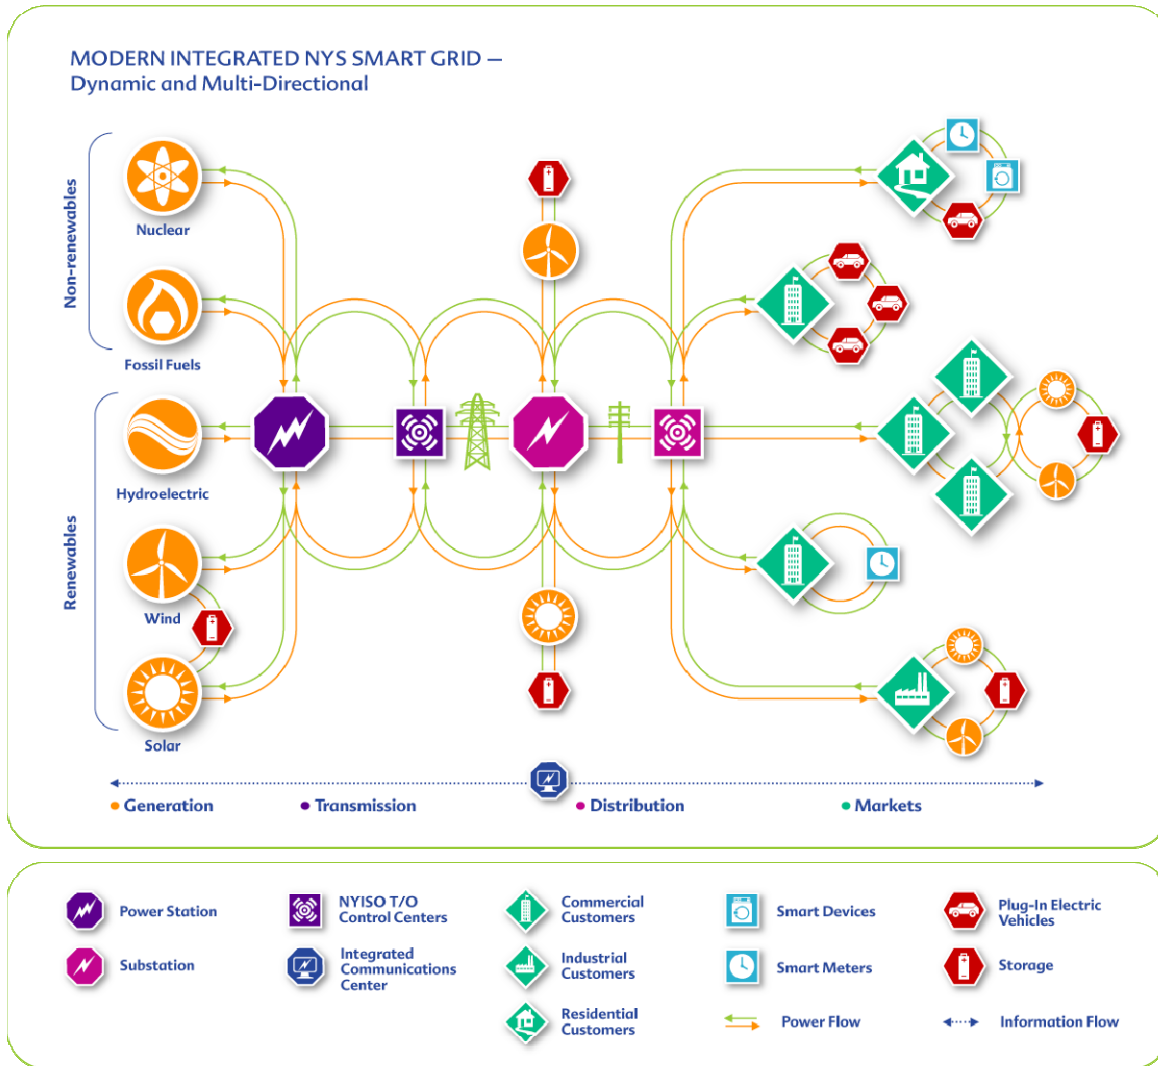 MODERN INTEGRATED NYS SMART GRID —
Dynamic and Multi-Directional
Non-renewables
Nuclear
Fossil Fuels
Renewables
Hydroelectric
Wind
Solar
Generation
Transmission
Distribution
Markets
Power Station
Substation
NYISO T/O
Control Centers
Integrated
Communications
Center
Commercial
Customers
Industrial
Customers
Residential
Customers
Smart Devices
Smart Meters
Power Flow
Plug-In Electric
Vehicles
Storage
Information Flow